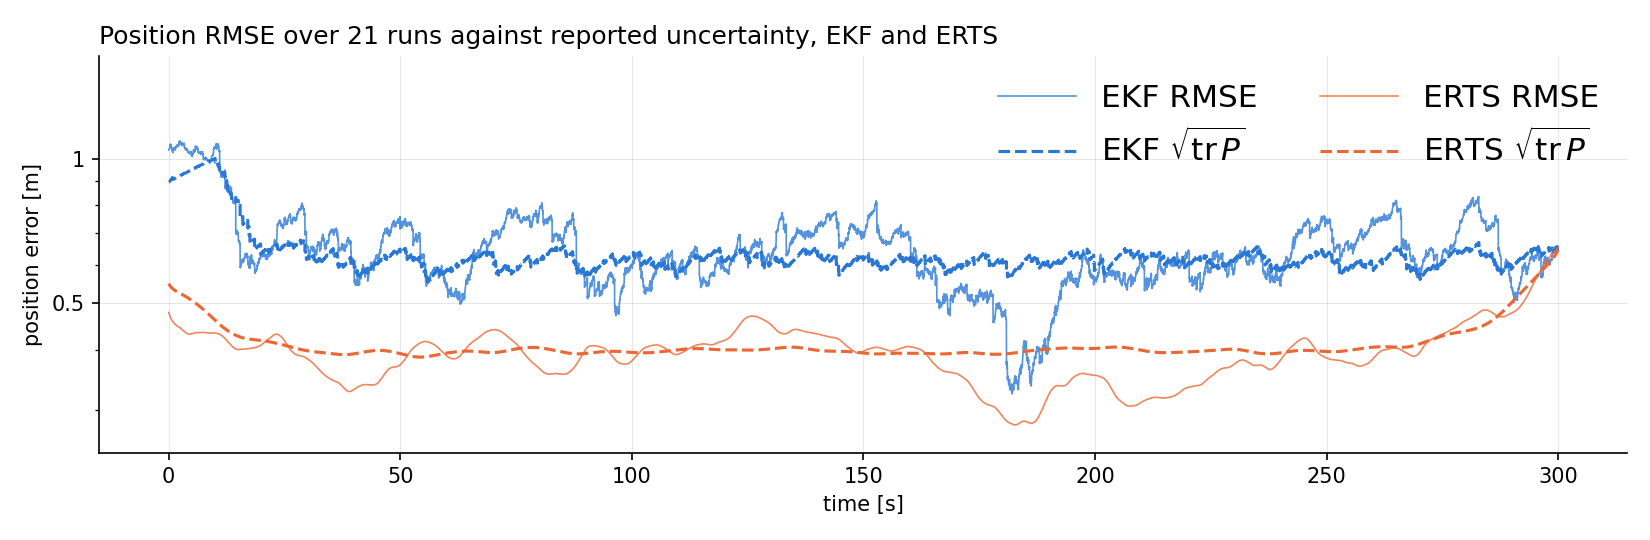 Position RMSE over 21 runs against reported uncertainty, EKF and ERTS
EKF RMSE
ERTS RMSE
EKF √tr P
ERTS √tr P
position error [m]
1
0.5
0 50 100 150 200 250 300
time [s]